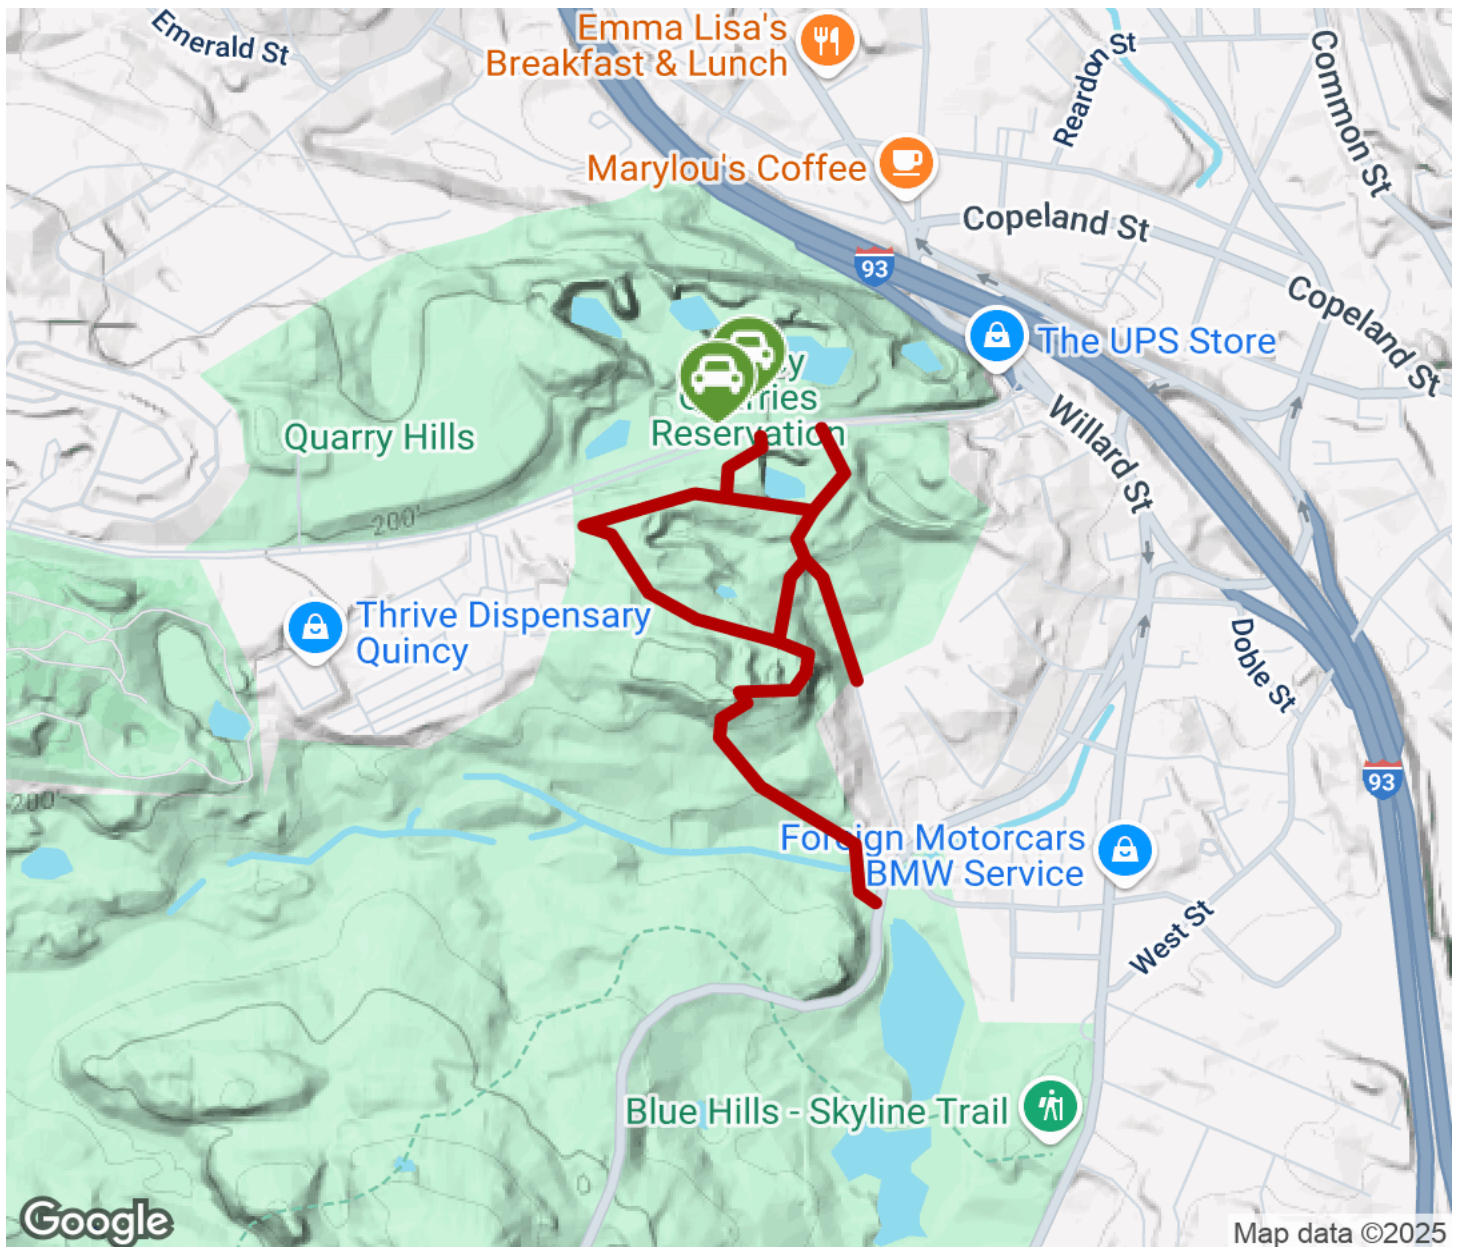 Emerald St
Emma Lisa's
Breakfast & Lunch
Reardon St
Common St
Marylou's Coffee
Copeland St
93
Copeland St
The UPS Store
Reservation
Quarry Hills
Willard St
200'
Thrive Dispensary
Quincy
Doble St
93
200'
Foreign Motorcars
BMW Service
West St
Blue Hills - Skyline Trail
Google
Map data ©2025